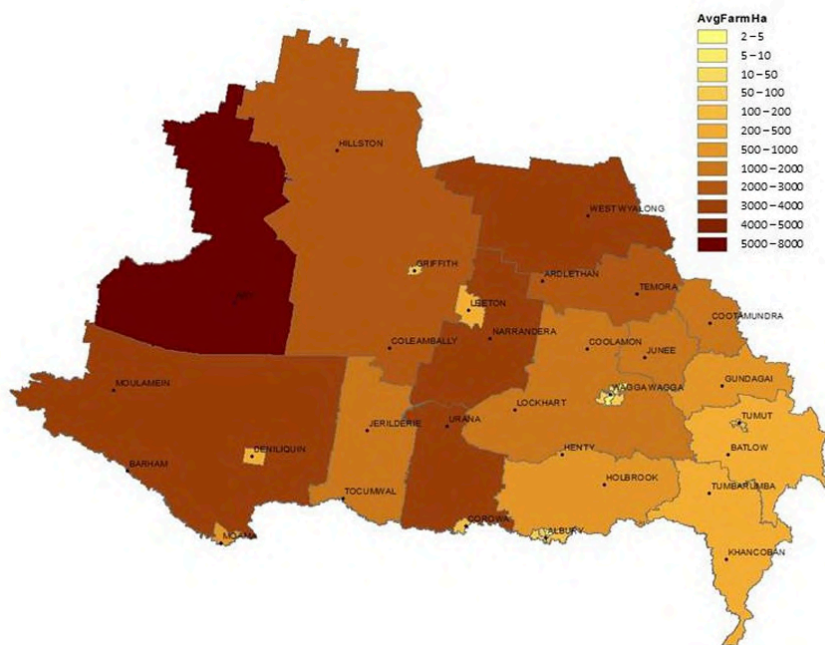 AvgFarmHa
2 – 5
5 – 10
10 – 50
50 – 100
100 – 200
200 – 500
500 – 1000
1000 – 2000
2000 – 3000
3000 – 4000
4000 – 5000
5000 – 8000
HILLSTON
WEST WYALONG
GRIFFITH
ARDLETHAN
TEMORA
LEETON
COOTAMUNDRA
NARRANDERA
COLEAMBALLY
COOLAMON
JUNEE
MOULAMEIN
GUNDAGAI
WAGGA WAGGA
LOCKHART
JERILDERIE
URANA
TUMUT
DENILIQUIN
HENTY
BATLOW
BARHAM
HOLBROOK
TUMBARUMBA
TOCUMWAL
COROWA
MOAMA
ALBURY
KHANCOBAN